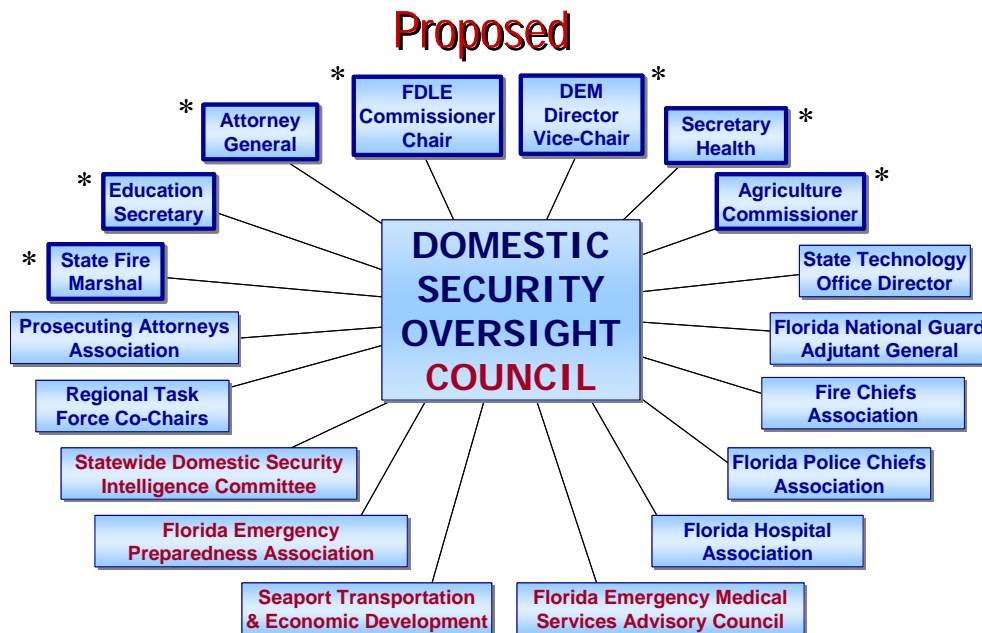 Proposed
*
FDLE
Commissioner
Chair
DEM
Director
Vice-Chair
*
*
Attorney
General
Secretary
Health
*
*
Education
Secretary
Agriculture
Commissioner
*
*
State Fire
Marshal
DOMESTIC
SECURITY
OVERSIGHT
COUNCIL
State Technology
Office Director
Prosecuting Attorneys
Association
Florida National Guard
Adjutant General
Regional Task
Force Co-Chairs
Fire Chiefs
Association
Statewide Domestic Security
Intelligence Committee
Florida Police Chiefs
Association
Florida Emergency
Preparedness Association
Florida Hospital
Association
Seaport Transportation
& Economic Development
Florida Emergency Medical
Services Advisory Council